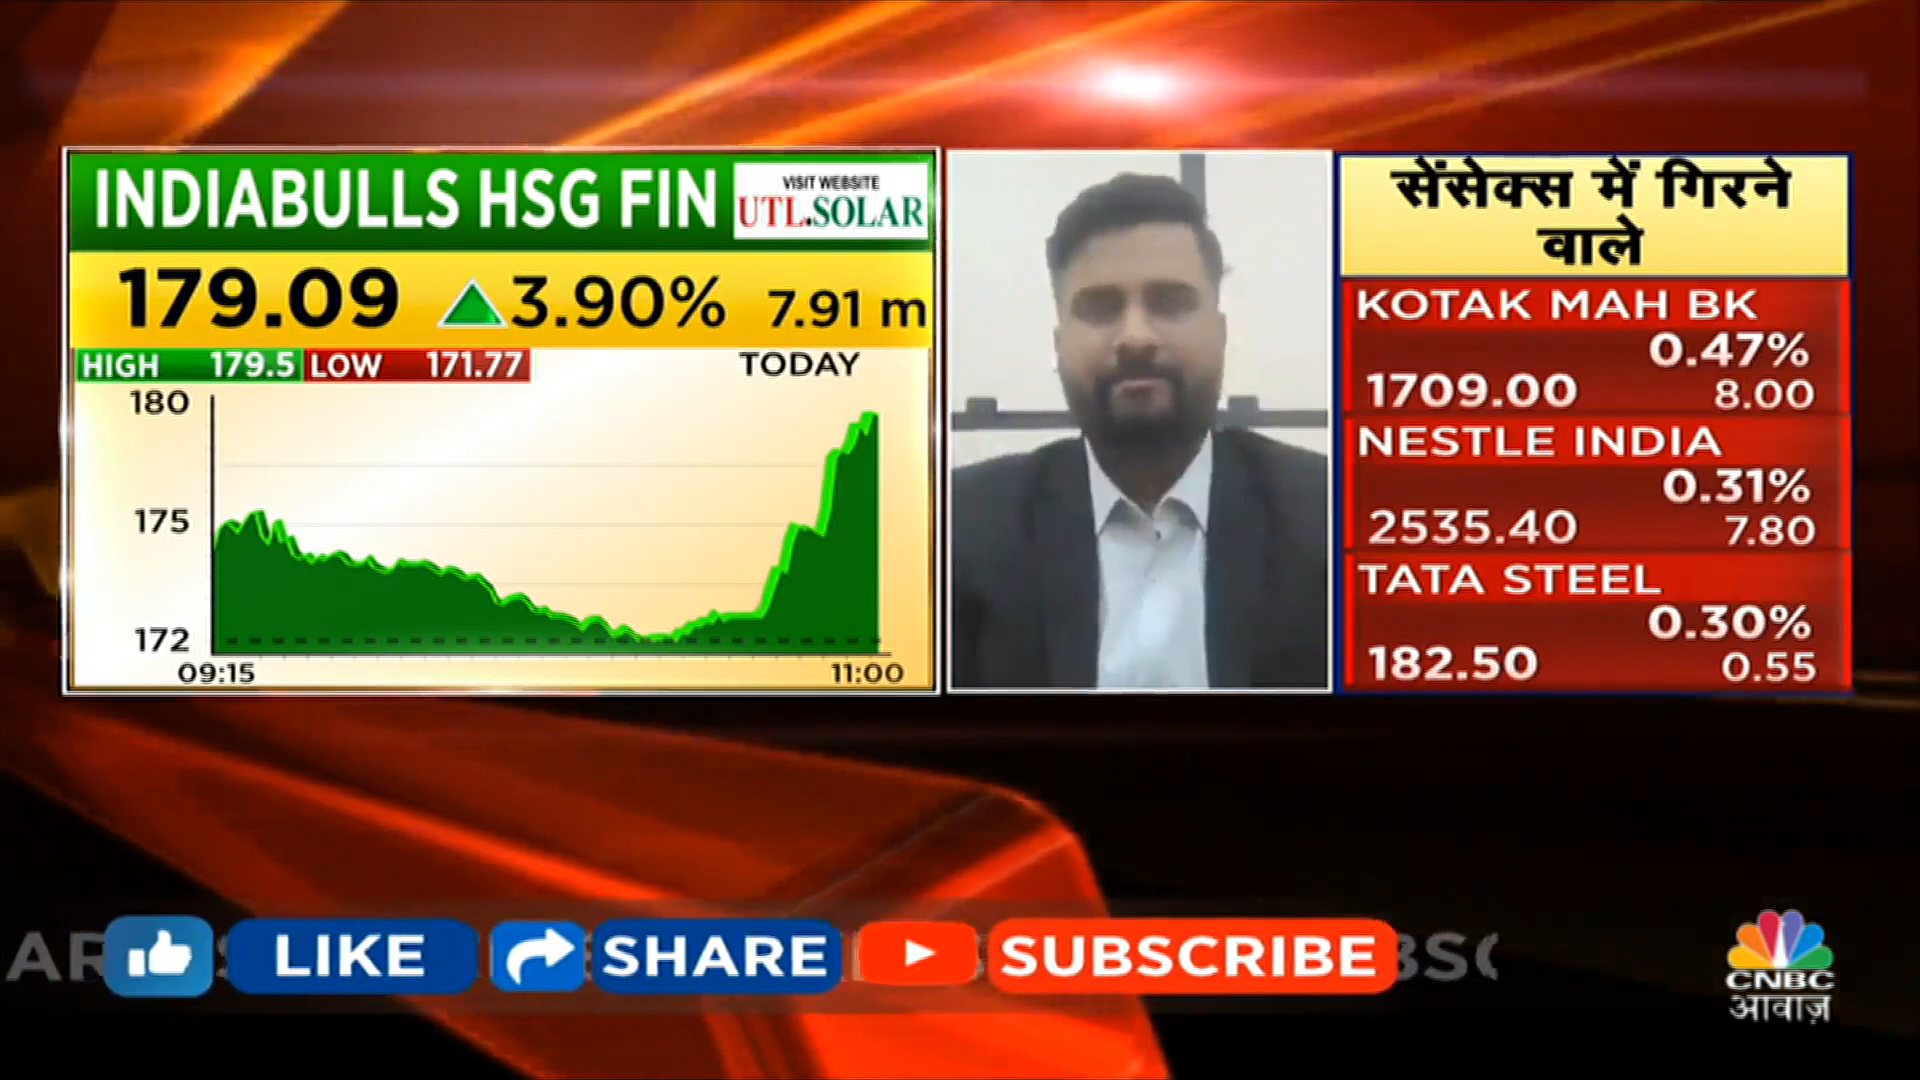 INDIABULLS HSG FIN
VISIT WEBSITE
UTL.SOLAR
179.09 3.90% 7.91 m
HIGH 179.5 LOW 171.77 TODAY
180
175
172
09:15 11:00
सेंसेक्स में गिरने
वाले
KOTAK MAH BK
0.47%
1709.00 8.00
NESTLE INDIA
0.31%
2535.40 7.80
TATA STEEL
0.30%
182.50 0.55
LIKE SHARE SUBSCRIBE
CNBC
आवाज़